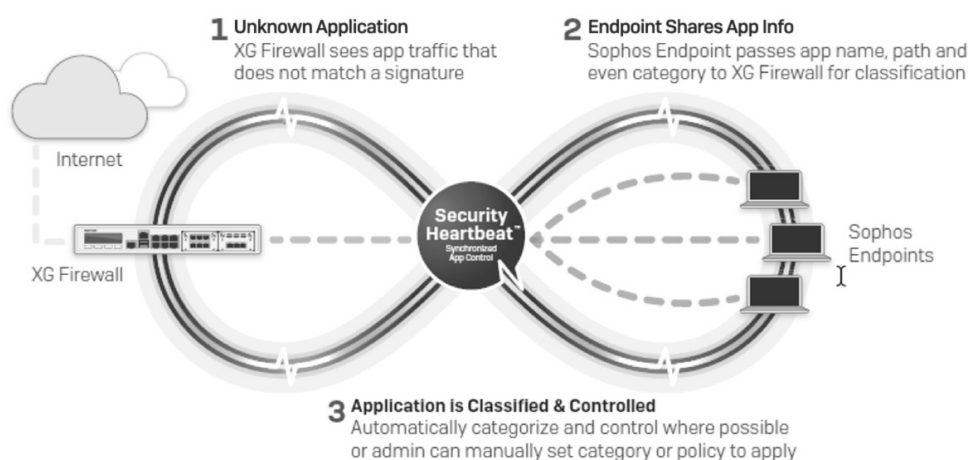 1 Unknown Application
XG Firewall sees app traffic that
does not match a signature
2 Endpoint Shares App Info
Sophos Endpoint passes app name, path and
even category to XG Firewall for classification
Internet
XG Firewall
Security
Heartbeat™
Synchronized
App Control
Sophos
Endpoints
3 Application is Classified & Controlled
Automatically categorize and control where possible
or admin can manually set category or policy to apply